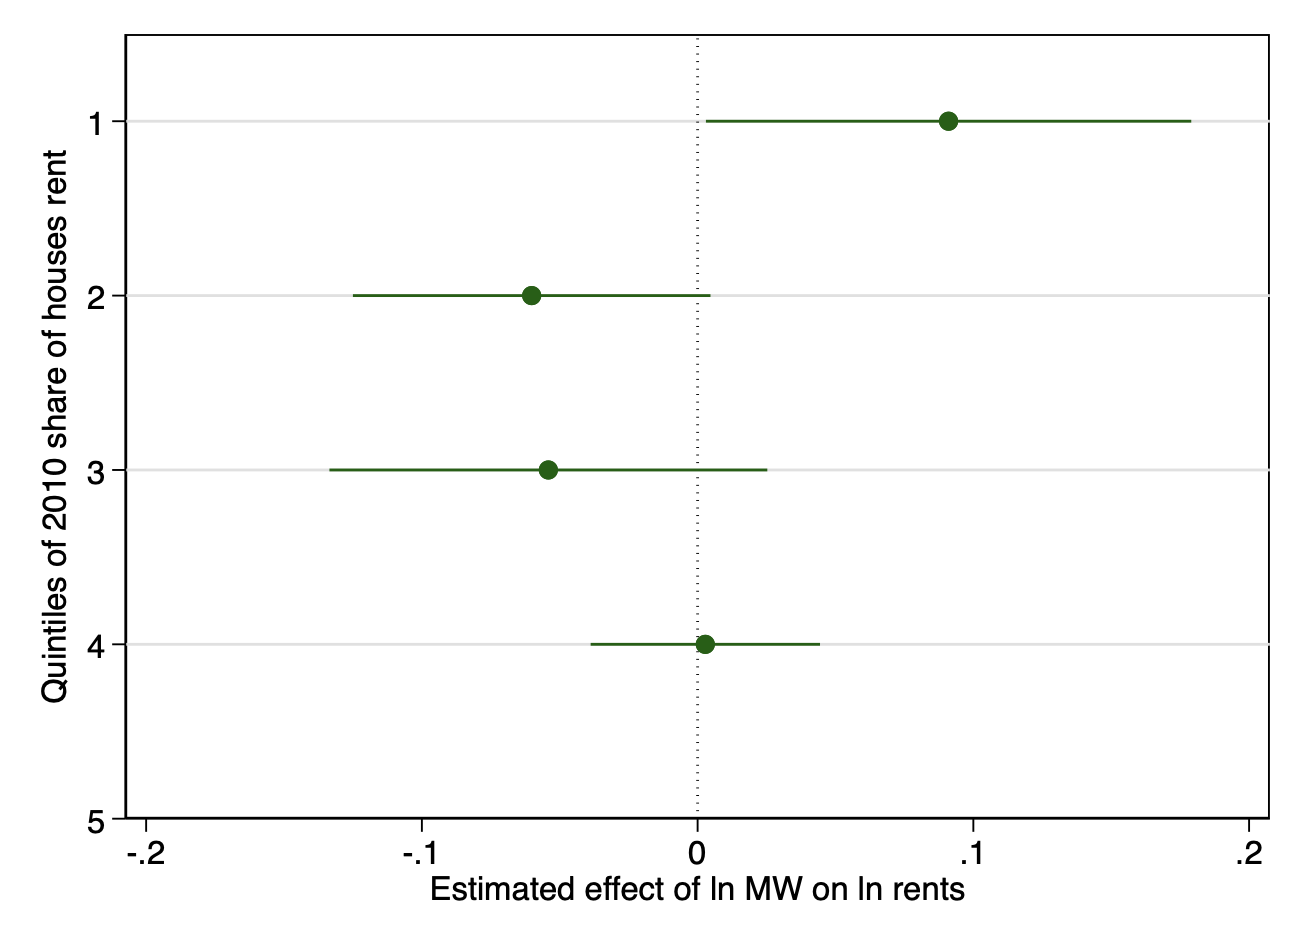 Quintiles of 2010 share of houses rent
1
2
3
4
5
-.2 -.1 0 .1 .2
Estimated effect of ln MW on ln rents